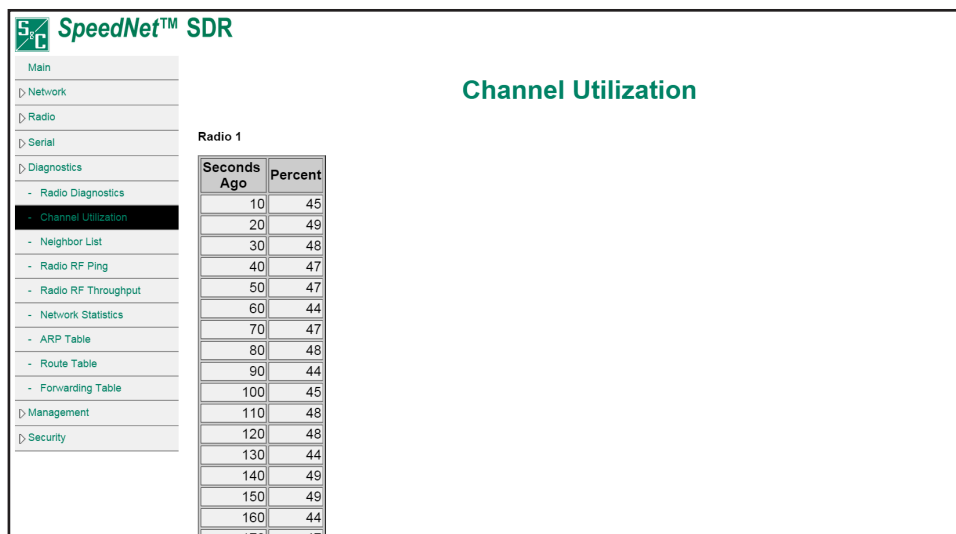 S&C SpeedNet™ SDR
Main
Network
Radio
Serial
Diagnostics
- Radio Diagnostics
- Channel Utilization
- Neighbor List
- Radio RF Ping
- Radio RF Throughput
- Network Statistics
- ARP Table
- Route Table
- Forwarding Table
Management
Security
Channel Utilization
Radio 1
Seconds Ago Percent
10 45
20 49
30 48
40 47
50 47
60 44
70 47
80 48
90 44
100 45
110 48
120 48
130 44
140 49
150 49
160 44